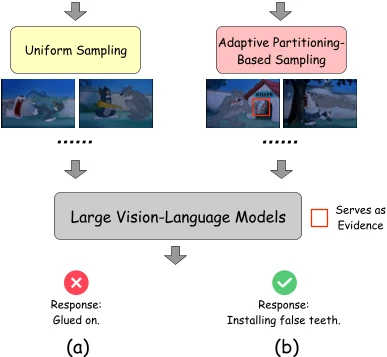 Uniform Sampling
Adaptive Partitioning-
Based Sampling
KILLER
......
......
Large Vision-Language Models
Serves as
Evidence
Response:
Glued on.
Response:
Installing false teeth.
(a)
(b)